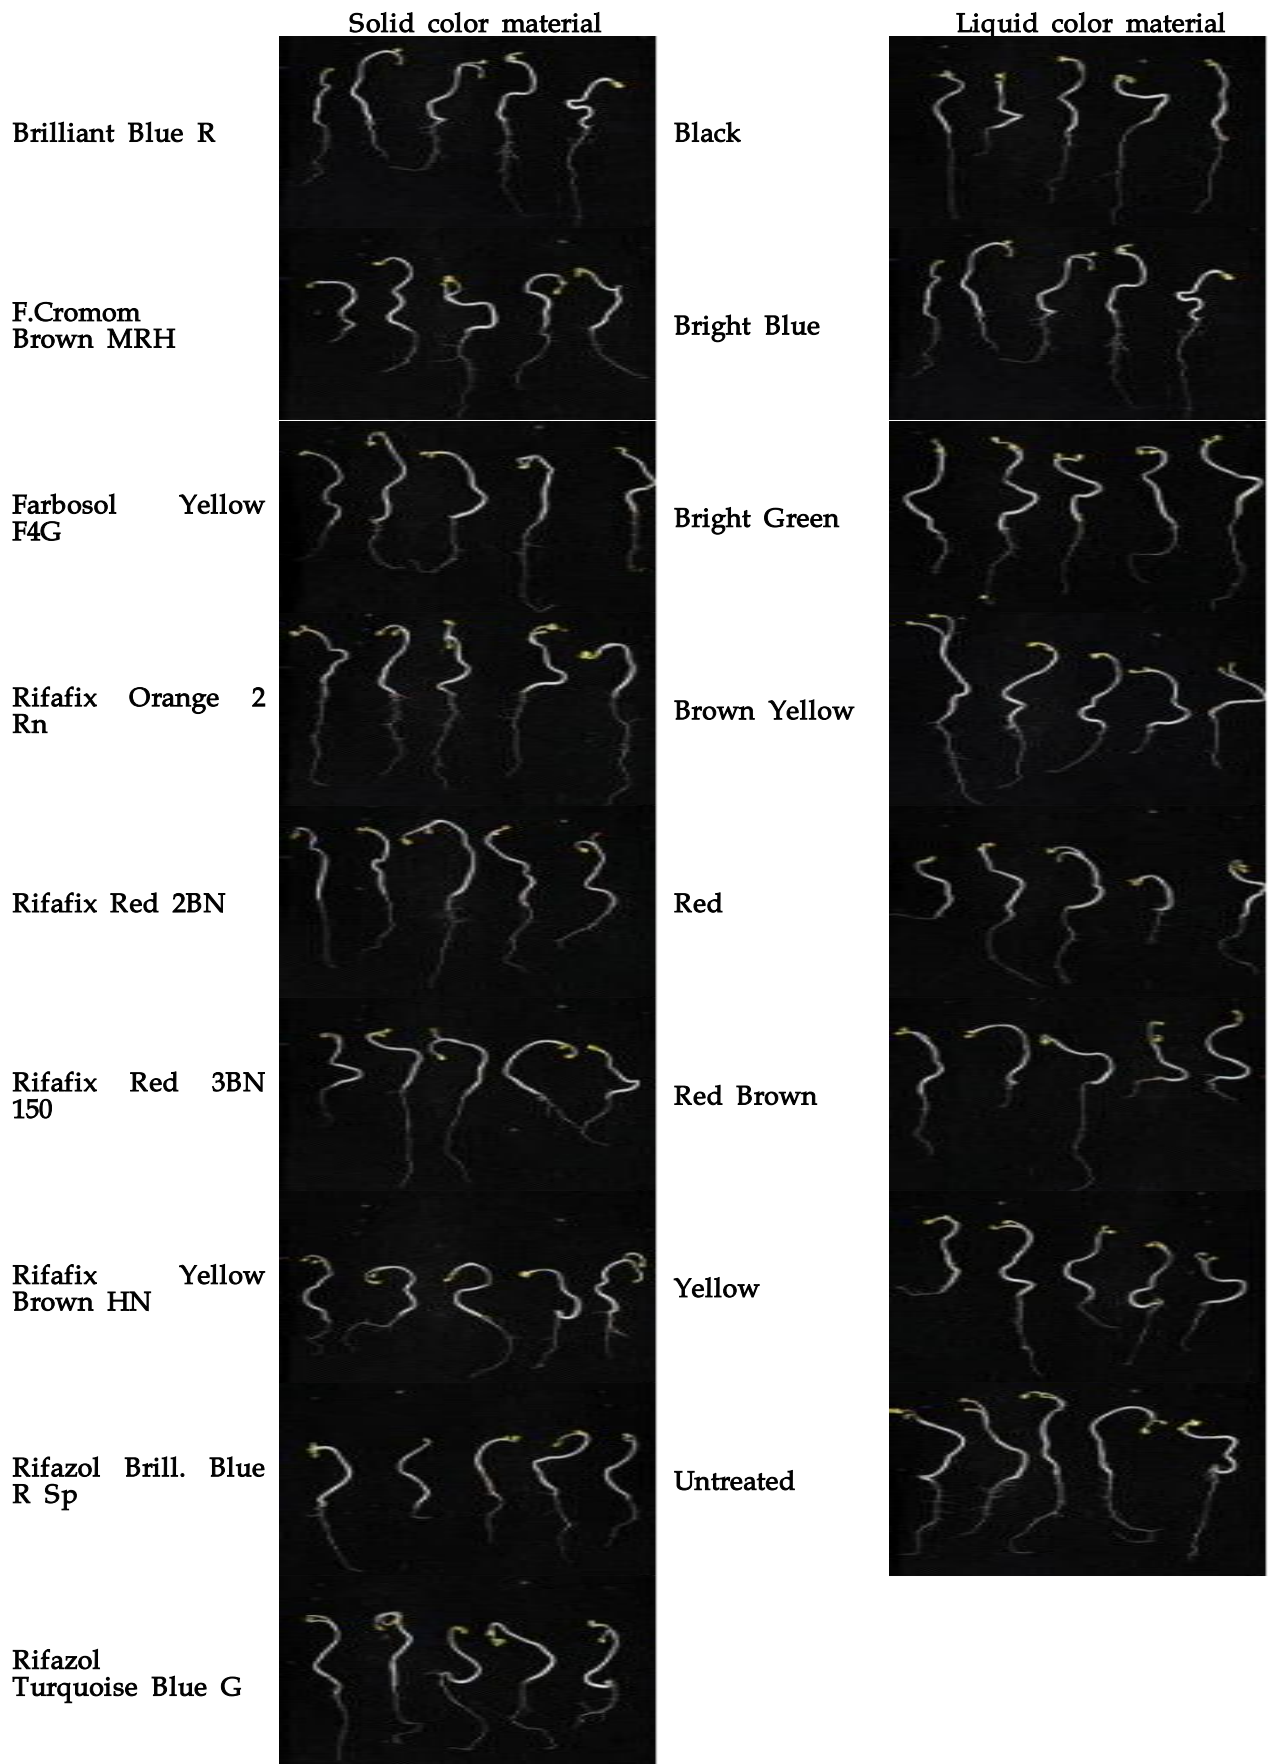 Solid color material
Liquid color material
Brilliant Blue R
Black
F.Cromom
Brown MRH
Bright Blue
Farbosol Yellow
F4G
Bright Green
Rifafix Orange 2
Rn
Brown Yellow
Rifafix Red 2BN
Red
Rifafix Red 3BN
150
Red Brown
Rifafix Yellow
Brown HN
Yellow
Rifazol Brill. Blue
R Sp
Untreated
Rifazol
Turquoise Blue G